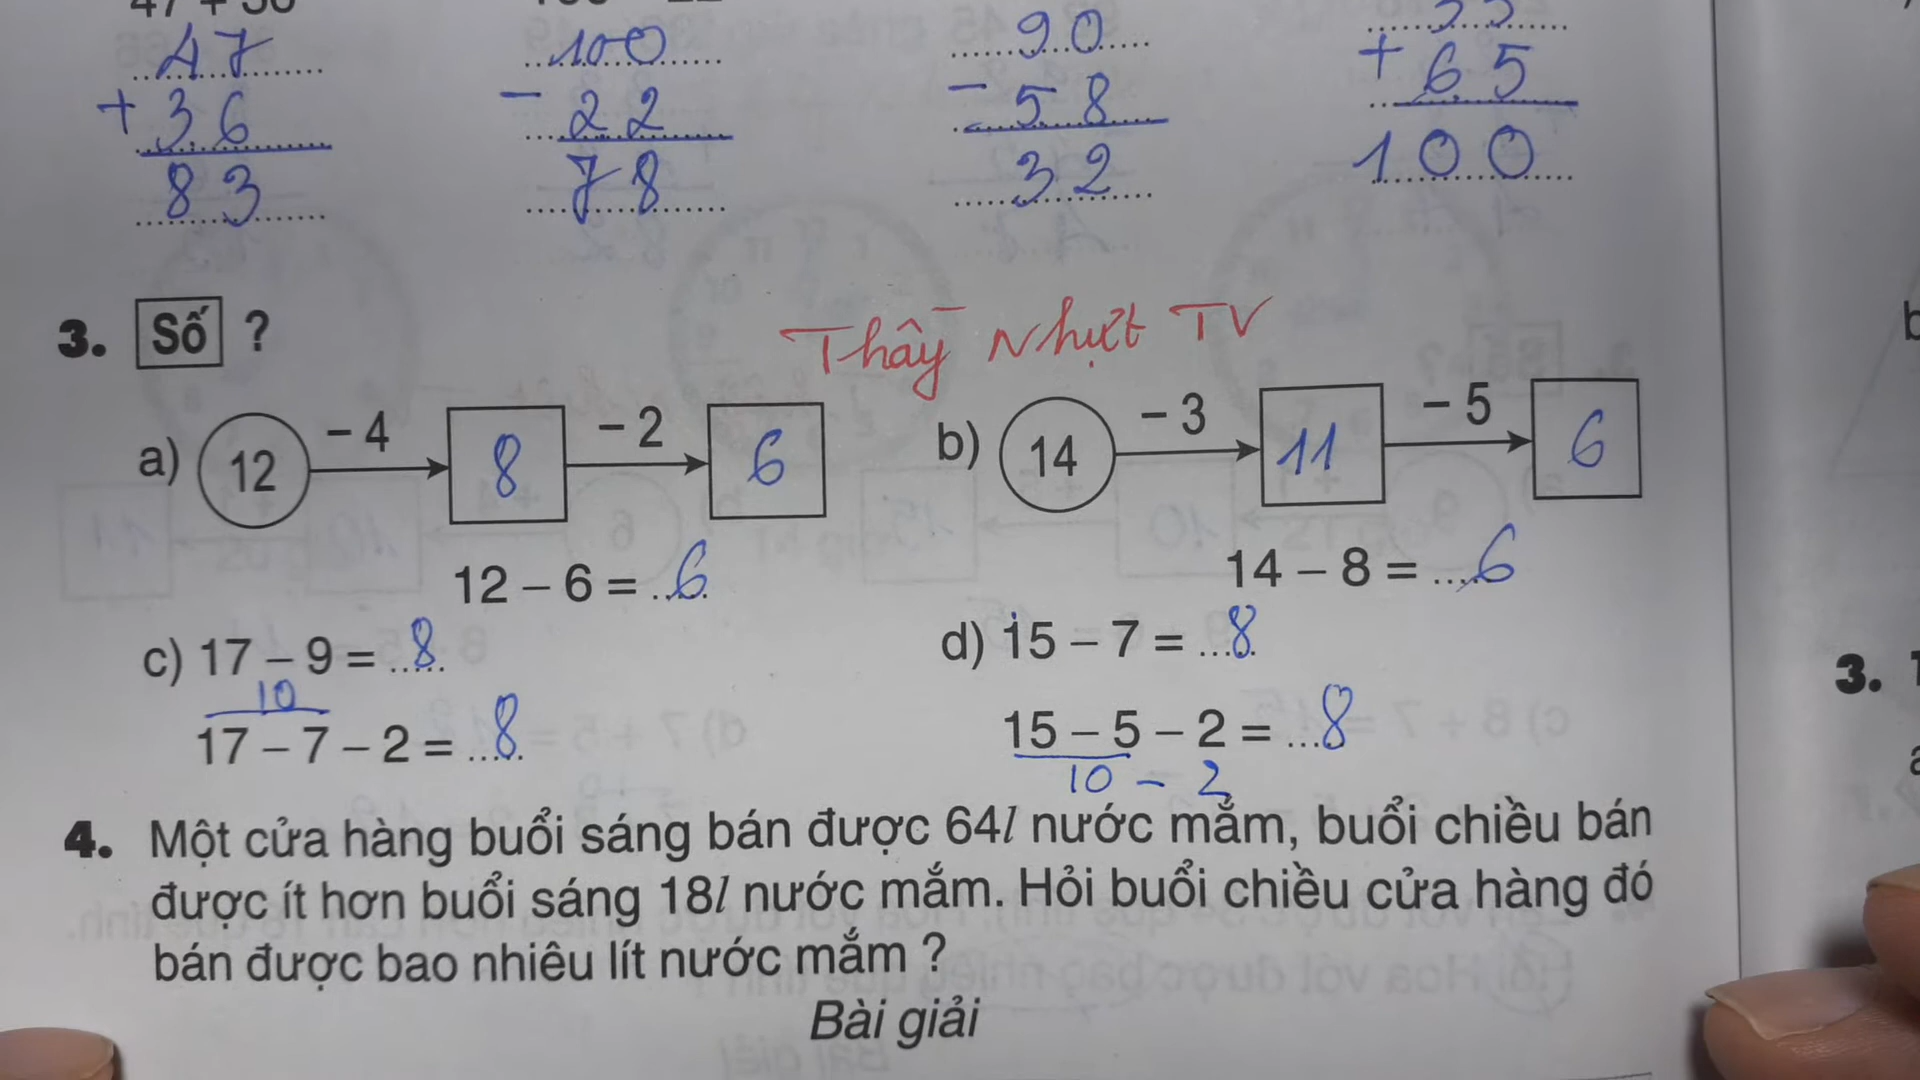 47 + 36
47 100 90 35
+ 36 - 22 - 58 + 65
83 78 32 100
3. Số ?
Thầy Nhựt TV
a) 12 - 4 8 - 2 6
b) 14 - 3 11 - 5 6
12 – 6 = ...6
14 – 8 = ....6
c) 17 – 9 = ...8
d) 15 – 7 = ...8
10
17 – 7 – 2 = ...8
15 – 5 – 2 = ...8
10 – 2
4. Một cửa hàng buổi sáng bán được 64l nước mắm, buổi chiều bán
được ít hơn buổi sáng 18l nước mắm. Hỏi buổi chiều cửa hàng đó
bán được bao nhiêu lít nước mắm ?
Bài giải
3.